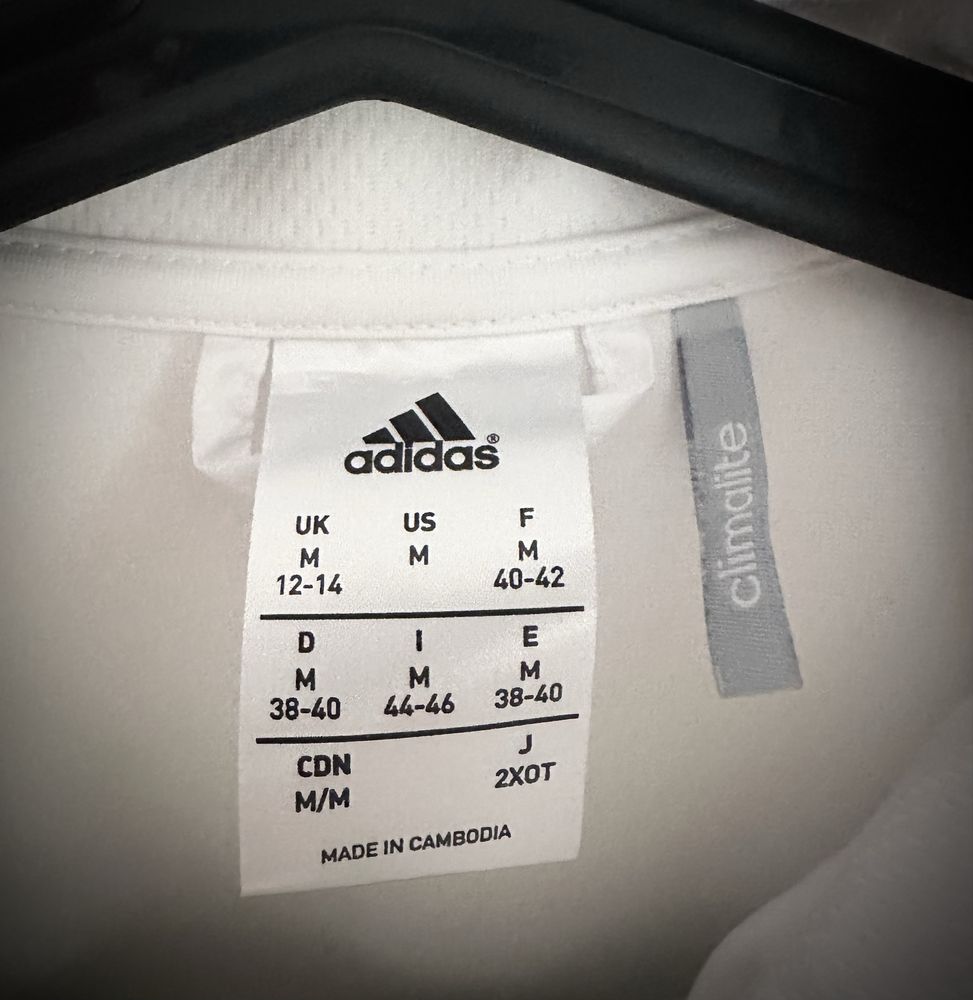 adidas®
UK US F
M M M
12-14 40-42
D I E
M M M
38-40 44-46 38-40
CDN J
M/M 2XOT
MADE IN CAMBODIA
climalite